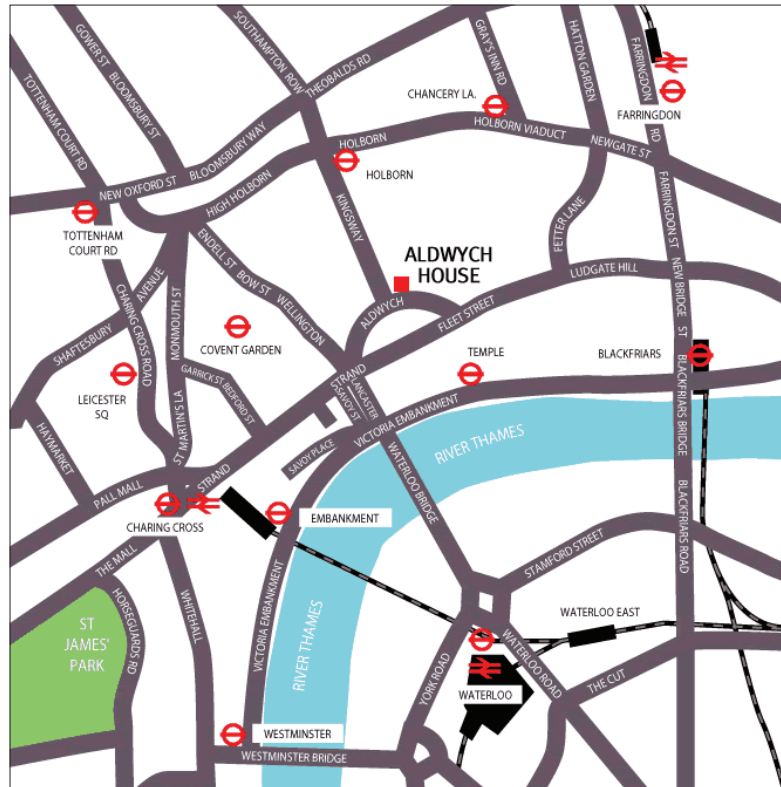 GOWER ST
BLOOMSBURY ST
SOUTHAMPTON ROW
THEOBALDS RD
GRAY'S INN RD
HATTON GARDEN
FARRINGDON
RD
FARRINGDON
TOTTENHAM COURT RD
CHANCERY LA.
HOLBORN VIADUCT
NEWGATE ST
BLOOMSBURY WAY
NEW OXFORD ST
HIGH HOLBORN
HOLBORN
HOLBORN
KINGSWAY
FETTER LANE
FARRINGDON ST
TOTTENHAM
COURT RD
ENDELL ST
BOW ST
WELLINGTON
ALDWYCH
HOUSE
LUDGATE HILL
NEW BRIDGE ST
SHAFTESBURY
AVENUE
CHARING CROSS ROAD
MONMOUTH ST
COVENT GARDEN
ALDWYCH
FLEET STREET
STRAND
TEMPLE
BLACKFRIARS
LEICESTER
SQ
GARRICK ST
BEDFORD ST
LANCASTER
SAVOY ST
VICTORIA EMBANKMENT
BLACKFRIARS BRIDGE
HAYMARKET
ST MARTIN'S LA
SAVOY PLACE
RIVER THAMES
WATERLOO BRIDGE
STRAND
PALL MALL
CHARING CROSS
EMBANKMENT
BLACKFRIARS ROAD
STAMFORD STREET
THE MALL
WHITEHALL
VICTORIA EMBANKMENT
RIVER THAMES
HORSEGUARDS RD
ST
JAMES'
PARK
WATERLOO EAST
YORK ROAD
WATERLOO ROAD
WATERLOO
THE CUT
WESTMINSTER
WESTMINSTER BRIDGE